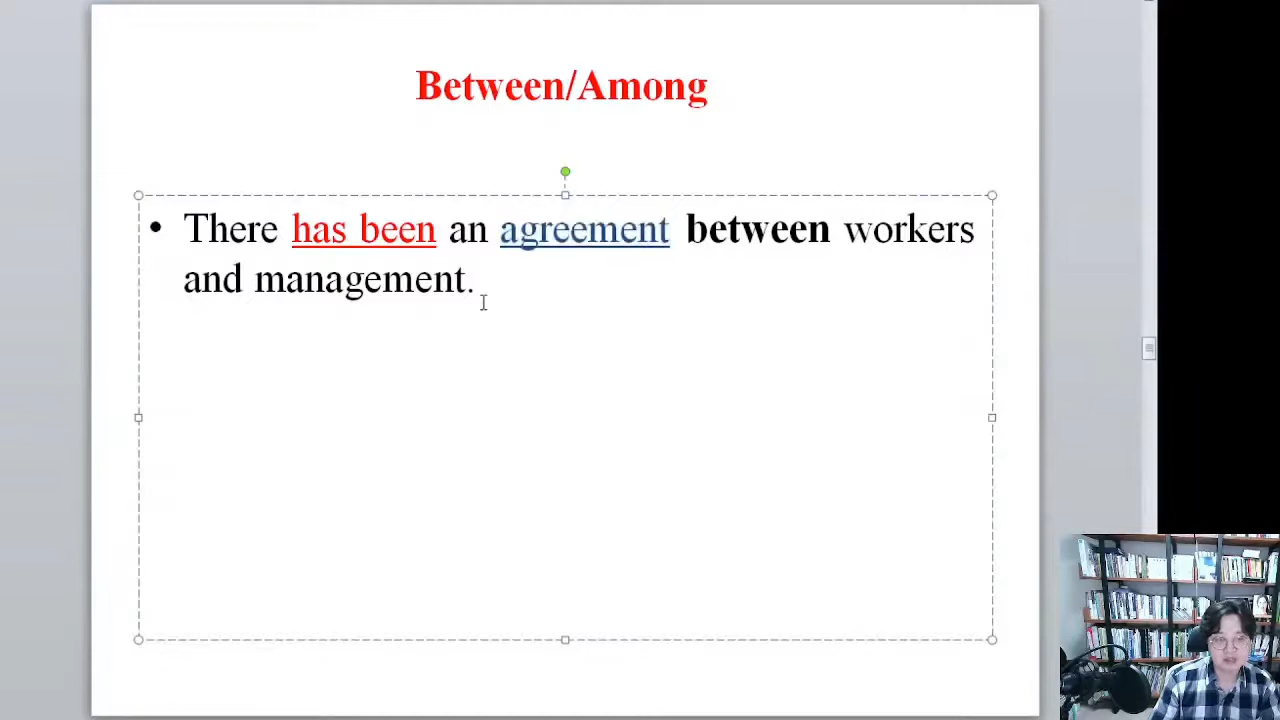 Between/Among
• There has been an agreement between workers
and management.